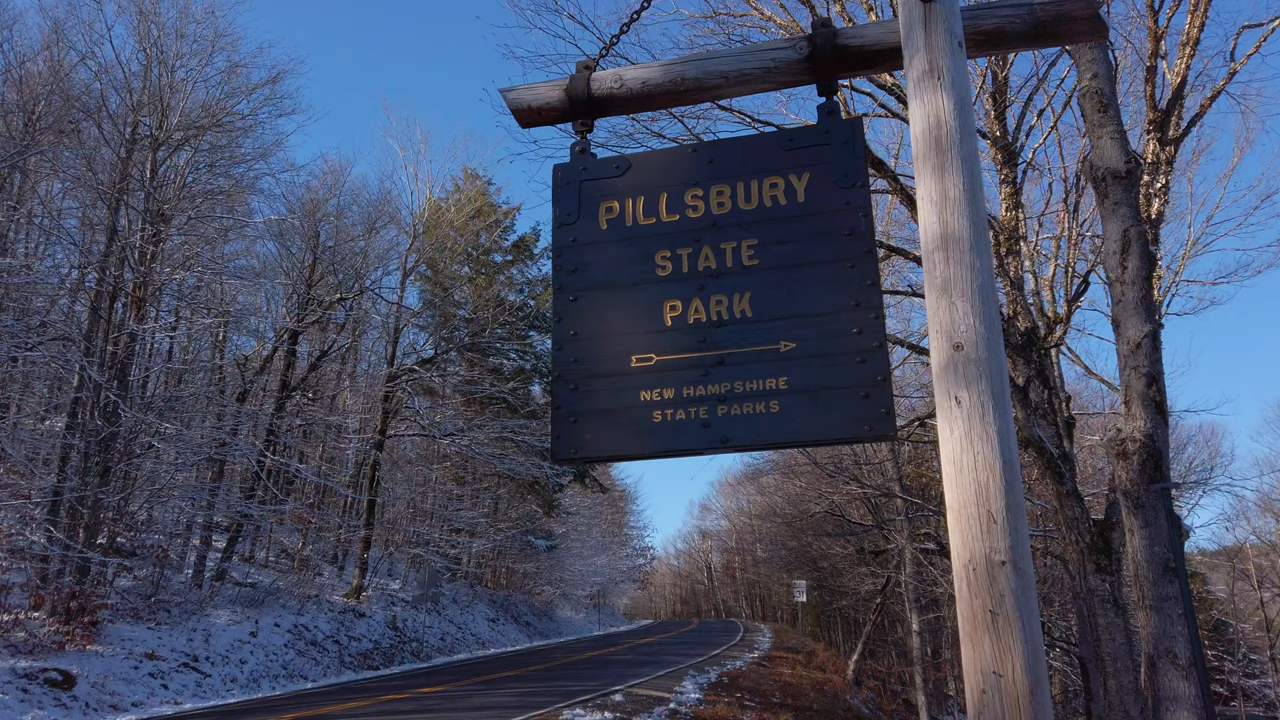 PILLSBURY
STATE
PARK
NEW HAMPSHIRE
STATE PARKS
31